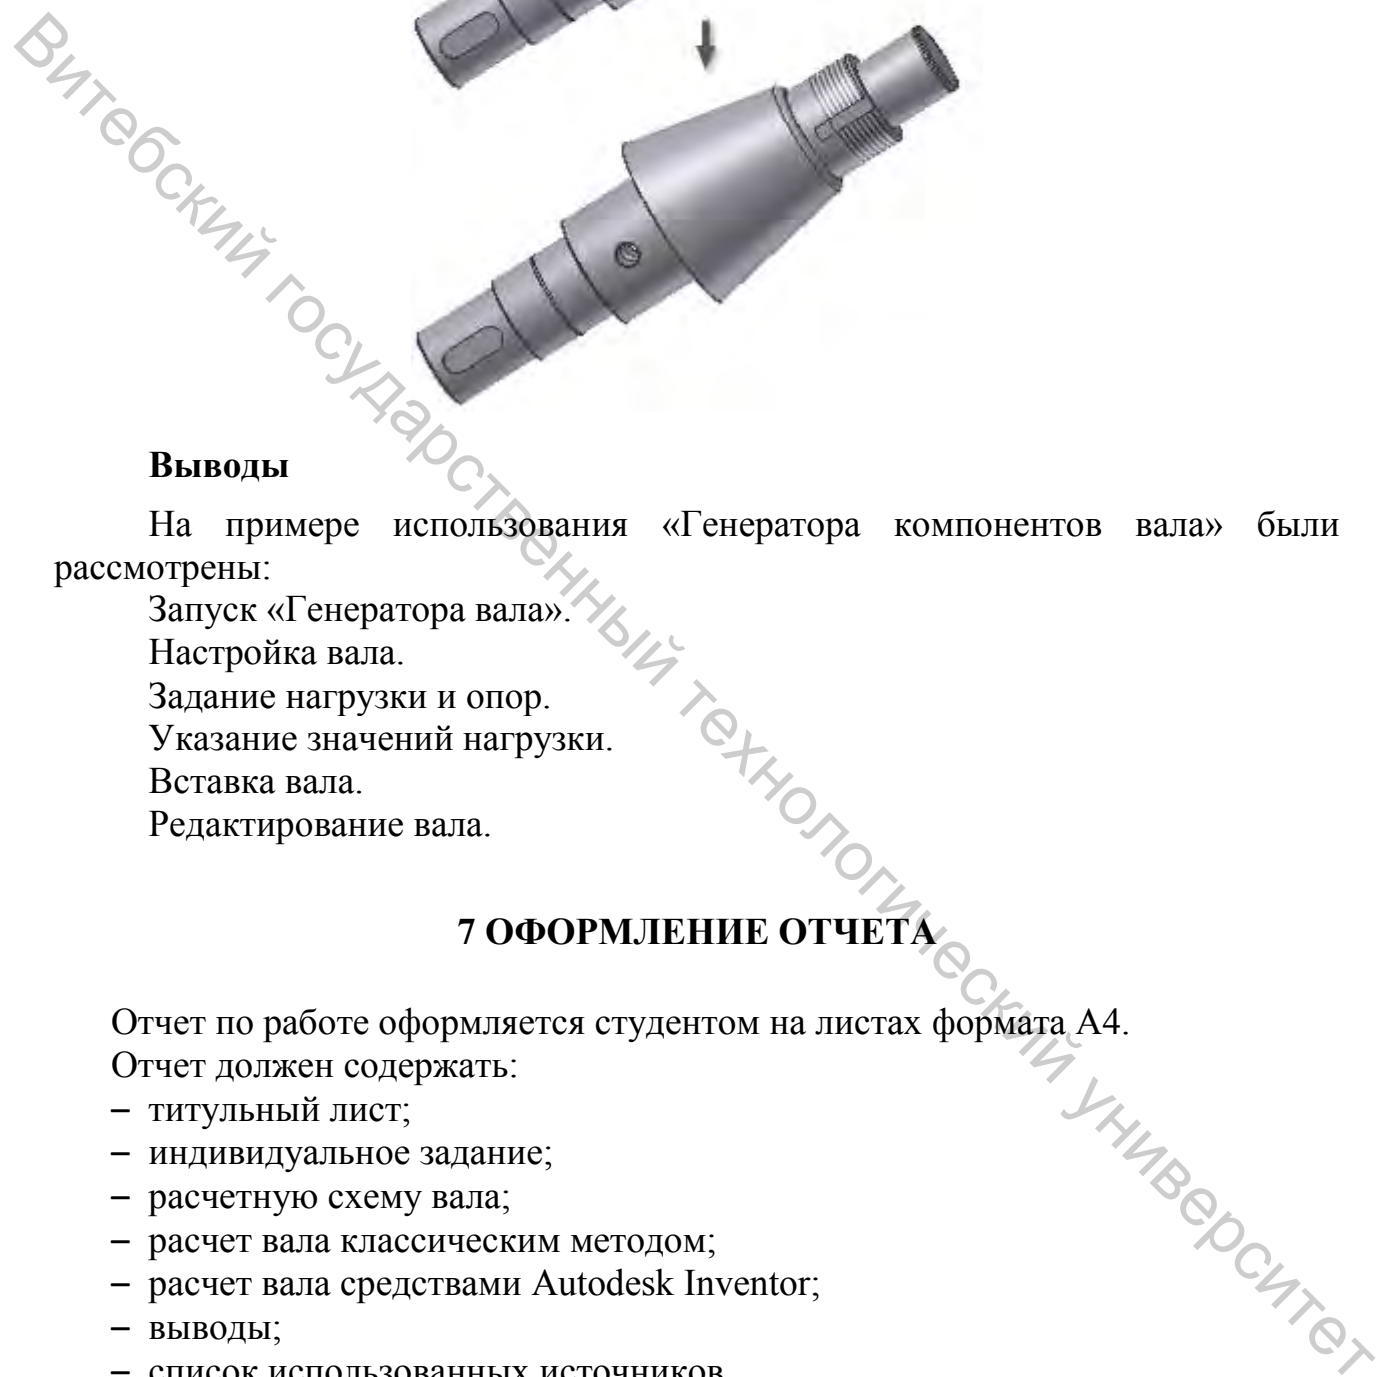 Выводы
На примере использования «Генератора компонентов вала» были
рассмотрены:
Запуск «Генератора вала».
Настройка вала.
Задание нагрузки и опор.
Указание значений нагрузки.
Вставка вала.
Редактирование вала.
7 ОФОРМЛЕНИЕ ОТЧЕТА
Отчет по работе оформляется студентом на листах формата А4.
Отчет должен содержать:
– титульный лист;
– индивидуальное задание;
– расчетную схему вала;
– расчет вала классическим методом;
– расчет вала средствами Autodesk Inventor;
– выводы;
– список использованных источников
Витебский государственный технологический университет